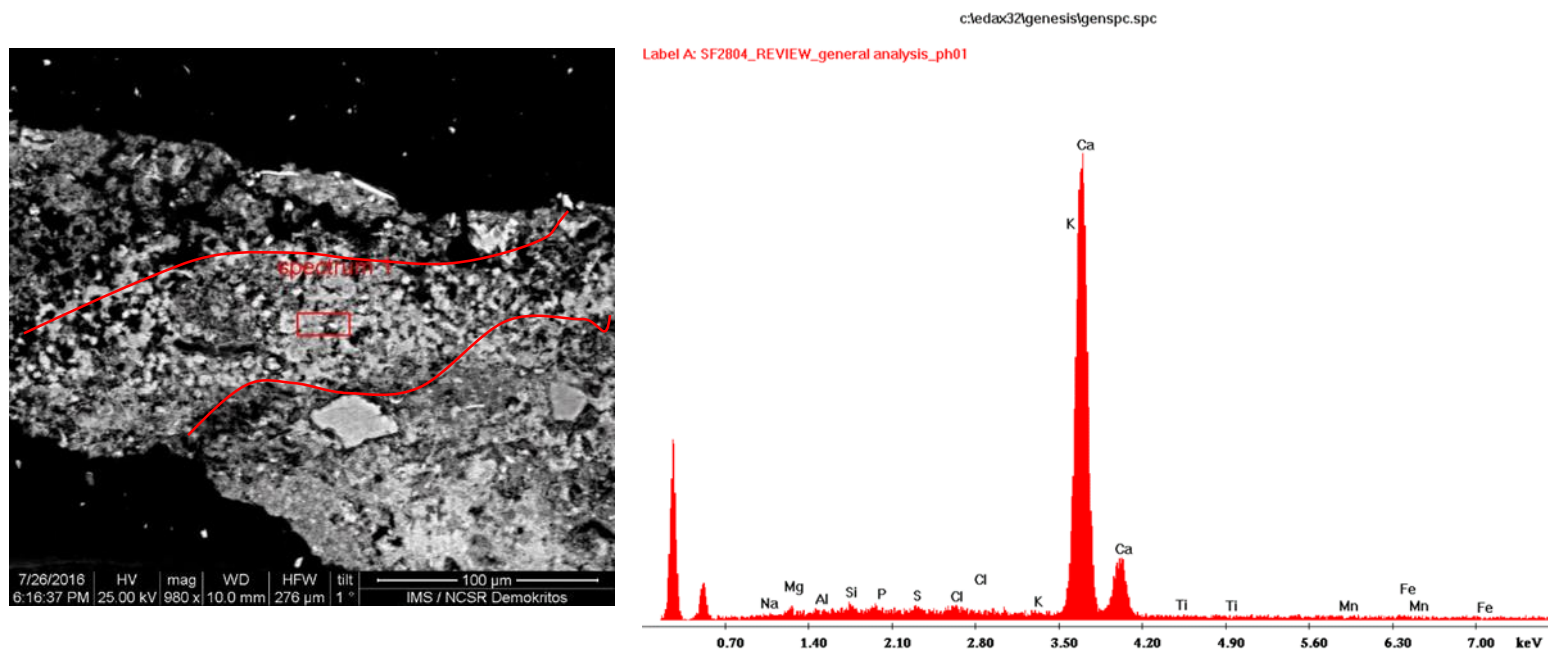 c:\edax32\genesis\genspc.spc
Label A: SF2804_REVIEW_general analysis_ph01
spectrum 1
7/26/2016 HV mag WD HFW tilt 100 µm
6:16:37 PM 25.00 kV 980 x 10.0 mm 276 µm 1 ° IMS / NCSR Demokritos
Ca
K
Ca
Na Mg Al Si P S Cl Cl K Ti Ti Mn Fe Mn Fe
0.70 1.40 2.10 2.80 3.50 4.20 4.90 5.60 6.30 7.00 keV